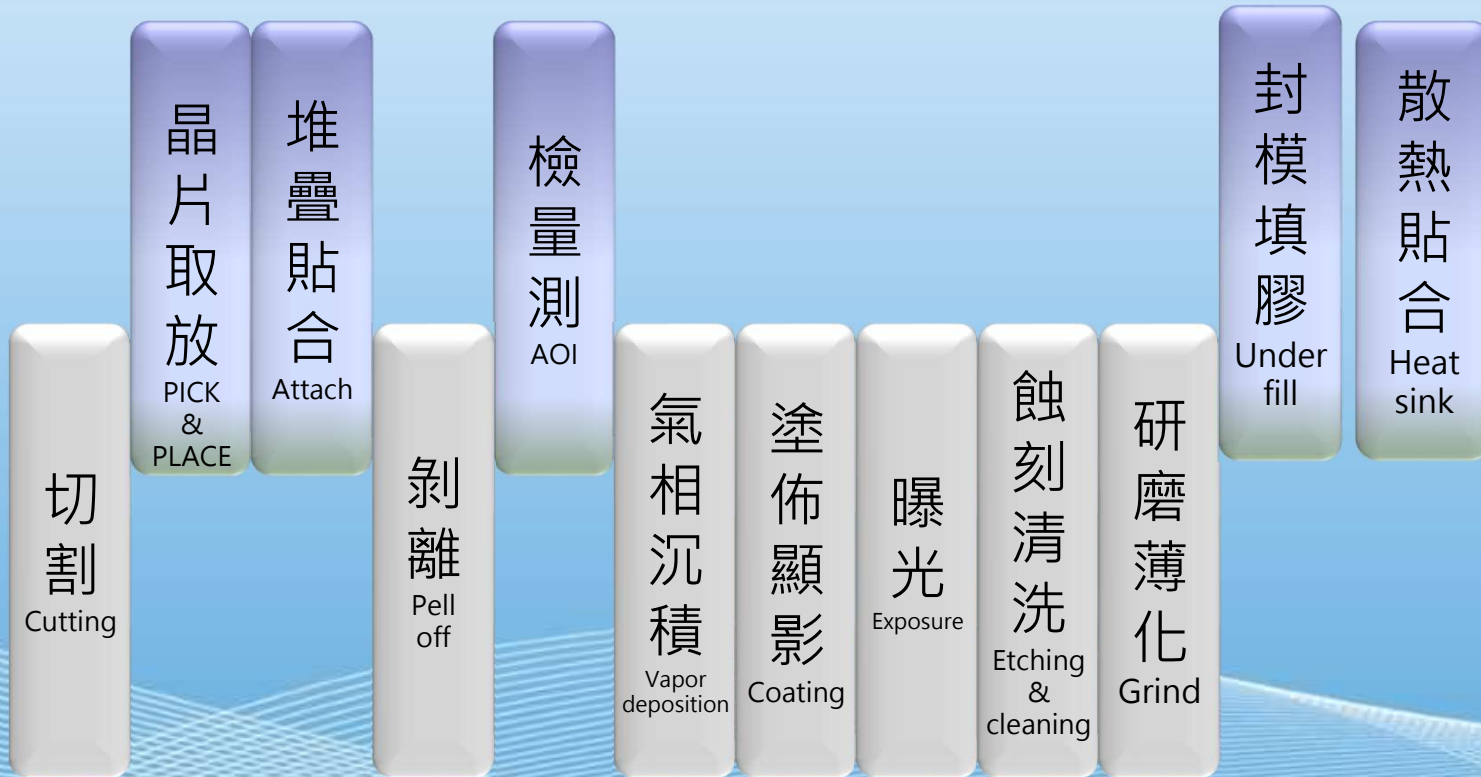 切割
Cutting
晶片取放
PICK
&
PLACE
堆疊貼合
Attach
剝離
Pell
off
檢量測
AOI
氣相沉積
Vapor
deposition
塗佈顯影
Coating
曝光
Exposure
蝕刻清洗
Etching
&
cleaning
研磨薄化
Grind
封模填膠
Under
fill
散熱貼合
Heat
sink